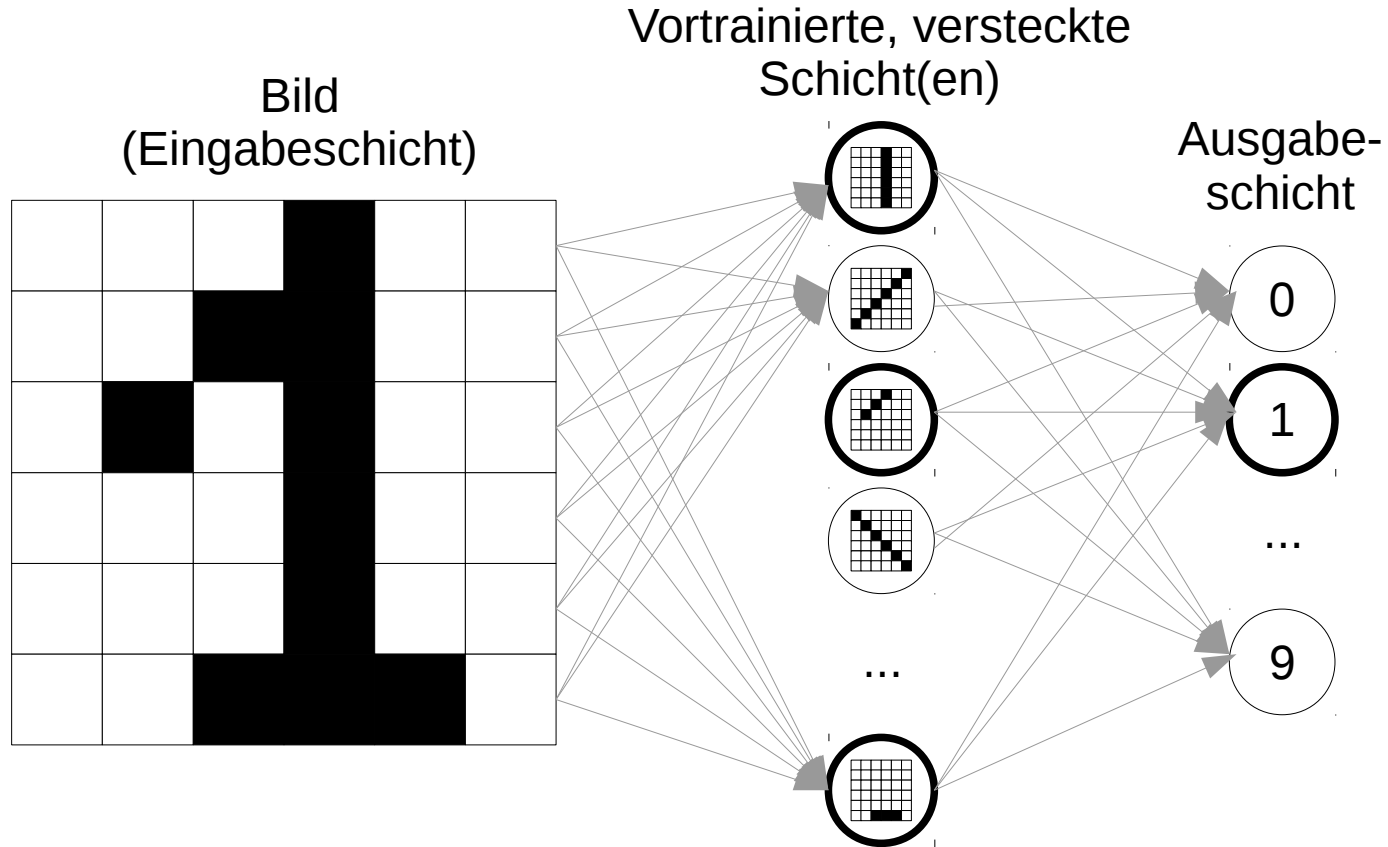 Bild
(Eingabeschicht)
Vortrainierte, versteckte
Schicht(en)
...
Ausgabe-
schicht
0
1
...
9